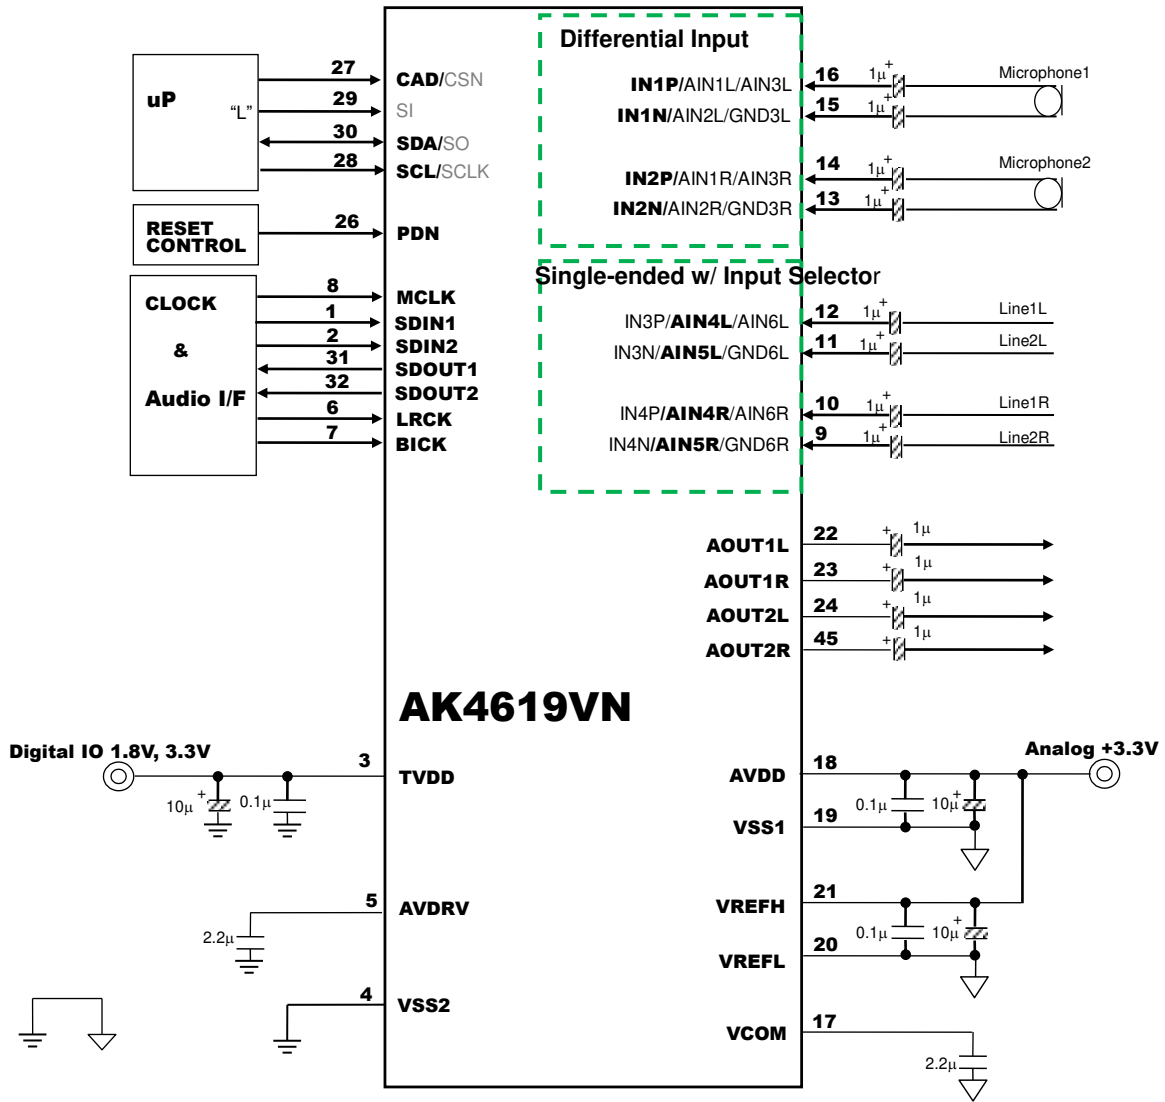 Differential Input
27
CAD/CSN
uP
"L"
29
SI
30
SDA/SO
28
SCL/SCLK
16
IN1P/AIN1L/AIN3L
1μ
+
Microphone1
15
IN1N/AIN2L/GND3L
1μ
+
14
IN2P/AIN1R/AIN3R
1μ
+
Microphone2
13
IN2N/AIN2R/GND3R
1μ
+
RESET
CONTROL
26
PDN
Single-ended w/ Input Selector
CLOCK
&
Audio I/F
8
MCLK
1
SDIN1
2
SDIN2
31
SDOUT1
32
SDOUT2
6
LRCK
7
BICK
12
IN3P/AIN4L/AIN6L
1μ
+
Line1L
11
IN3N/AIN5L/GND6L
1μ
+
Line2L
10
IN4P/AIN4R/AIN6R
1μ
+
Line1R
9
IN4N/AIN5R/GND6R
1μ
+
Line2R
AOUT1L
22
+
1μ
AOUT1R
23
+
1μ
AOUT2L
24
+
1μ
AOUT2R
45
+
1μ
AK4619VN
Digital IO 1.8V, 3.3V
3
TVDD
10μ
+
0.1μ
Analog +3.3V
AVDD
18
0.1μ
10μ
+
VSS1
19
5
AVDRV
2.2μ
VREFH
21
0.1μ
10μ
+
VREFL
20
4
VSS2
VCOM
17
2.2μ